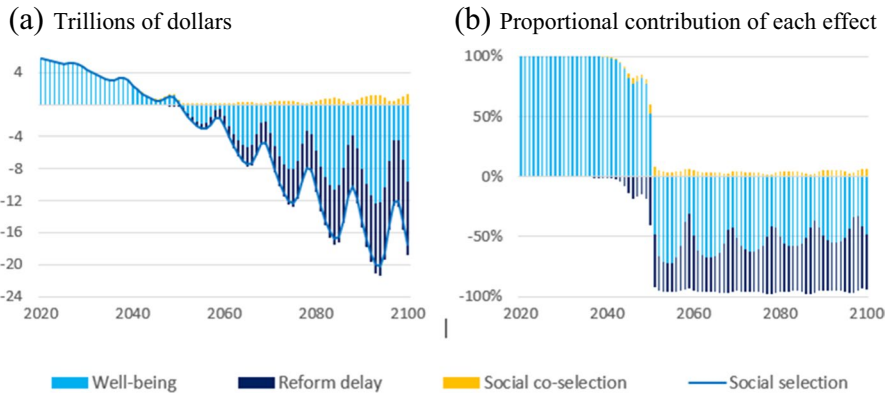 (a) Trillions of dollars
4
-4
-8
-12
-16
-20
-24
2020 2040 2060 2080 2100
(b) Proportional contribution of each effect
100%
50%
0%
-50%
-100%
2020 2040 2060 2080 2100
Well-being Reform delay Social co-selection Social selection